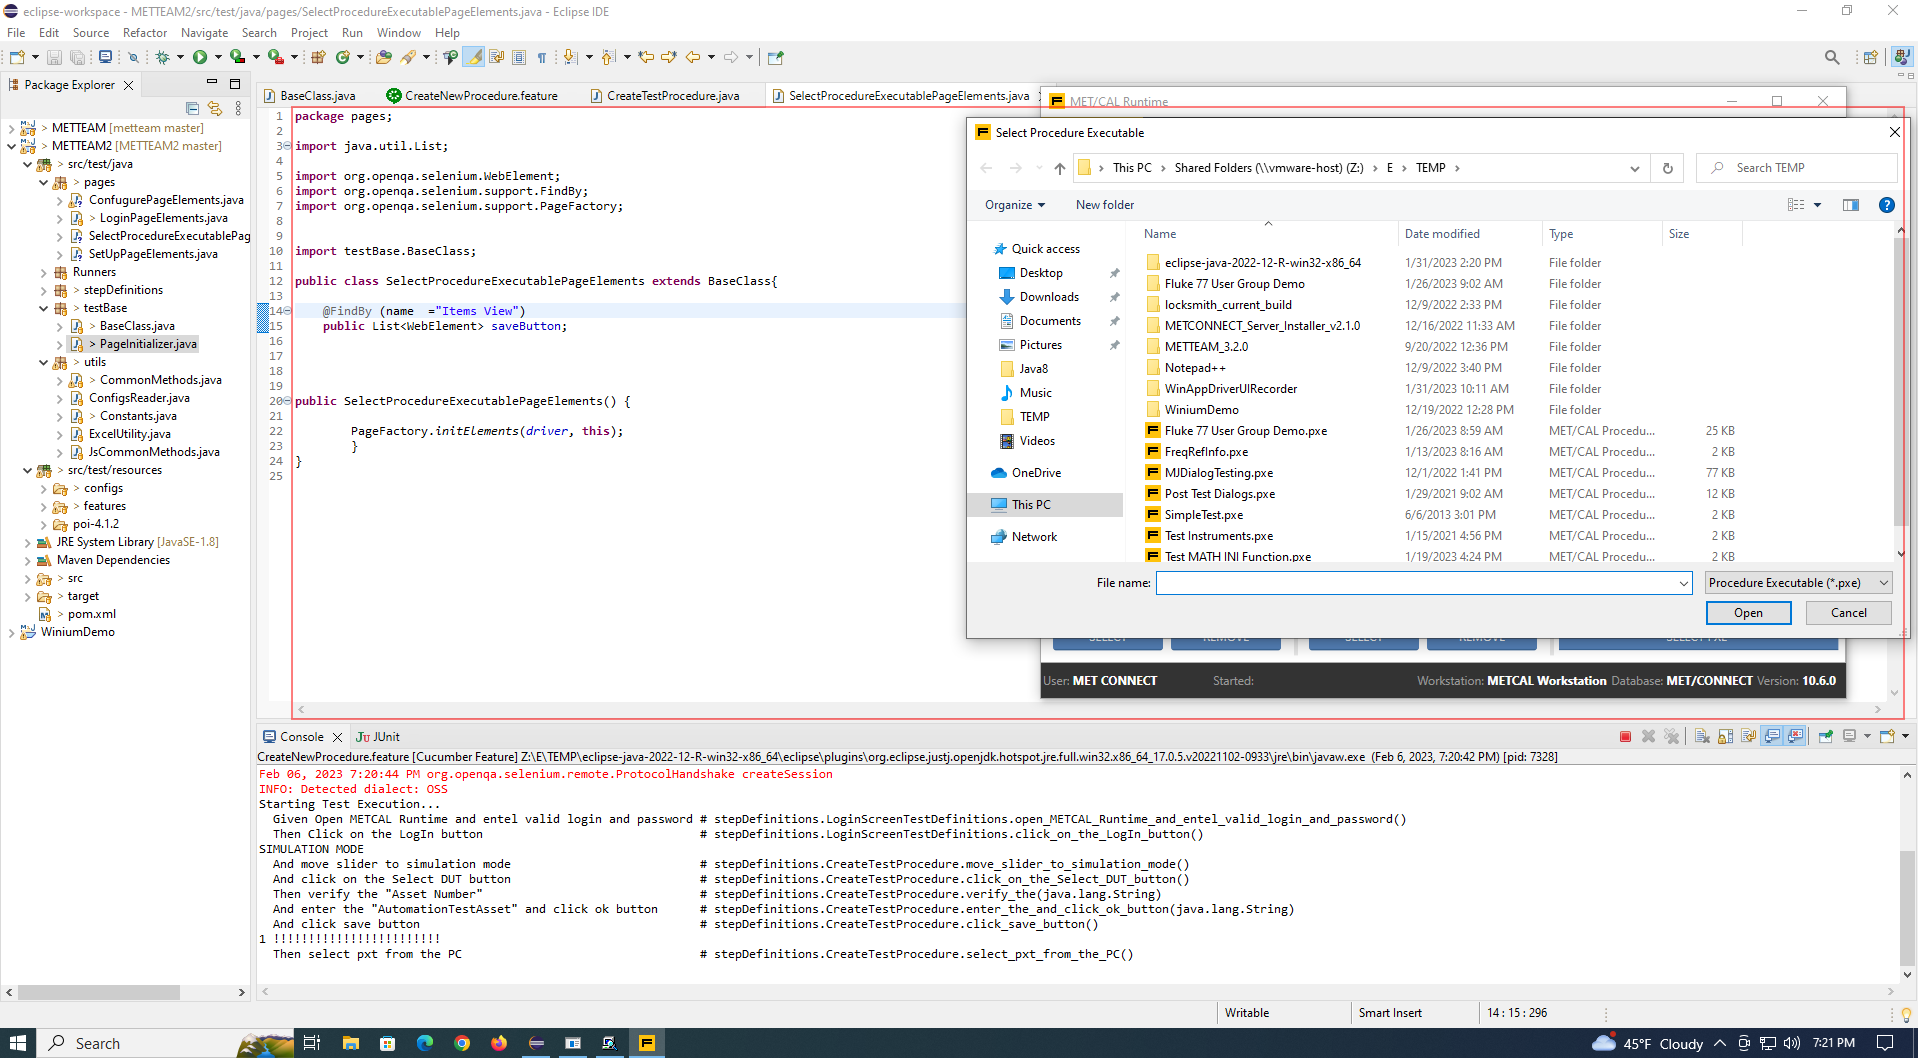 eclipse-workspace - METTEAM2/src/test/java/pages/SelectProcedureExecutablePageElements.java - Eclipse IDE
File Edit Source Refactor Navigate Search Project Run Window Help
Package Explorer
METTEAM [metteam master]
> METTEAM2 [METTEAM2 master]
> src/test/java
> pages
ConfugurePageElements.java
> LoginPageElements.java
SelectProcedureExecutablePag
SetUpPageElements.java
Runners
> stepDefinitions
> testBase
> BaseClass.java
> PageInitializer.java
> utils
> CommonMethods.java
ConfigsReader.java
> Constants.java
ExcelUtility.java
JsCommonMethods.java
> src/test/resources
> configs
> features
poi-4.1.2
JRE System Library [JavaSE-1.8]
Maven Dependencies
> src
> target
> pom.xml
WiniumDemo
BaseClass.java CreateNewProcedure.feature CreateTestProcedure.java SelectProcedureExecutablePageElements.java
1 package pages;
2
3 import java.util.List;
4
5 import org.openqa.selenium.WebElement;
6 import org.openqa.selenium.support.FindBy;
7 import org.openqa.selenium.support.PageFactory;
8
9
10 import testBase.BaseClass;
11
12 public class SelectProcedureExecutablePageElements extends BaseClass{
13
14 @FindBy (name ="Items View")
15 public List<WebElement> saveButton;
16
17
18
19
20 public SelectProcedureExecutablePageElements() {
21
22 PageFactory.initElements(driver, this);
23 }
24 }
25
MET/CAL Runtime
Select Procedure Executable
This PC > Shared Folders (\\vmware-host) (Z:) > E > TEMP >
Search TEMP
Organize New folder
Quick access
Desktop
Downloads
Documents
Pictures
Java8
Music
TEMP
Videos
OneDrive
This PC
Network
Name Date modified Type Size
eclipse-java-2022-12-R-win32-x86_64 1/31/2023 2:20 PM File folder
Fluke 77 User Group Demo 1/26/2023 9:02 AM File folder
locksmith_current_build 12/9/2022 2:33 PM File folder
METCONNECT_Server_Installer_v2.1.0 12/16/2022 11:33 AM File folder
METTEAM_3.2.0 9/20/2022 12:36 PM File folder
Notepad++ 12/9/2022 3:40 PM File folder
WinAppDriverUIRecorder 1/31/2023 10:11 AM File folder
WiniumDemo 12/19/2022 12:28 PM File folder
Fluke 77 User Group Demo.pxe 1/26/2023 8:59 AM MET/CAL Procedu... 25 KB
FreqRefInfo.pxe 1/13/2023 8:16 AM MET/CAL Procedu... 2 KB
MJDialogTesting.pxe 12/1/2022 1:41 PM MET/CAL Procedu... 77 KB
Post Test Dialogs.pxe 1/29/2021 9:02 AM MET/CAL Procedu... 12 KB
SimpleTest.pxe 6/6/2013 3:01 PM MET/CAL Procedu... 2 KB
Test Instruments.pxe 1/15/2021 4:56 PM MET/CAL Procedu... 2 KB
Test MATH INI Function.pxe 1/19/2023 4:24 PM MET/CAL Procedu... 2 KB
File name:
Procedure Executable (*.pxe)
Open Cancel
SELECT REMOVE SELECT REMOVE SELECT PXE
User: MET CONNECT Started: Workstation: METCAL Workstation Database: MET/CONNECT Version: 10.6.0
Console JUnit
CreateNewProcedure.feature [Cucumber Feature] Z:\E\TEMP\eclipse-java-2022-12-R-win32-x86_64\eclipse\plugins\org.eclipse.justj.openjdk.hotspot.jre.full.win32.x86_64_17.0.5.v20221102-0933\jre\bin\javaw.exe (Feb 6, 2023, 7:20:42 PM) [pid: 7328]
Feb 06, 2023 7:20:44 PM org.openqa.selenium.remote.ProtocolHandshake createSession
INFO: Detected dialect: OSS
Starting Test Execution...
Given Open METCAL Runtime and entel valid login and password # stepDefinitions.LoginScreenTestDefinitions.open_METCAL_Runtime_and_entel_valid_login_and_password()
Then Click on the LogIn button # stepDefinitions.LoginScreenTestDefinitions.click_on_the_LogIn_button()
SIMULATION MODE
And move slider to simulation mode # stepDefinitions.CreateTestProcedure.move_slider_to_simulation_mode()
And click on the Select DUT button # stepDefinitions.CreateTestProcedure.click_on_the_Select_DUT_button()
Then verify the "Asset Number" # stepDefinitions.CreateTestProcedure.verify_the(java.lang.String)
And enter the "AutomationTestAsset" and click ok button # stepDefinitions.CreateTestProcedure.enter_the_and_click_ok_button(java.lang.String)
And click save button # stepDefinitions.CreateTestProcedure.click_save_button()
1 !!!!!!!!!!!!!!!!!!!!!!!!
Then select pxt from the PC # stepDefinitions.CreateTestProcedure.select_pxt_from_the_PC()
Writable Smart Insert 14 : 15 : 296
Search
45°F Cloudy 7:21 PM